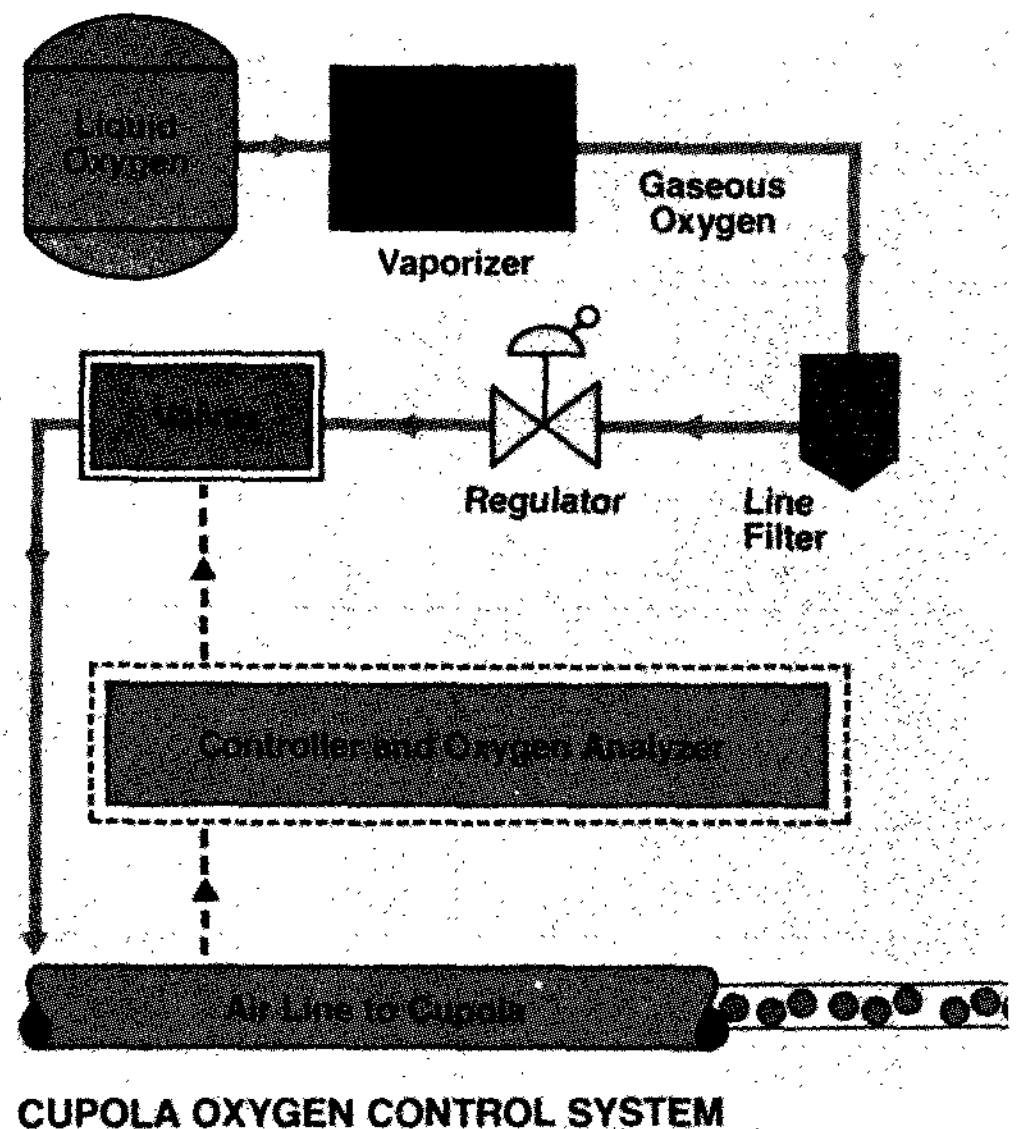 Liquid
Oxygen
Gaseous
Oxygen
Vaporizer
Valves
Regulator
Line
Filter
Controller and Oxygen Analyzer
Air Line to Cupola
CUPOLA OXYGEN CONTROL SYSTEM